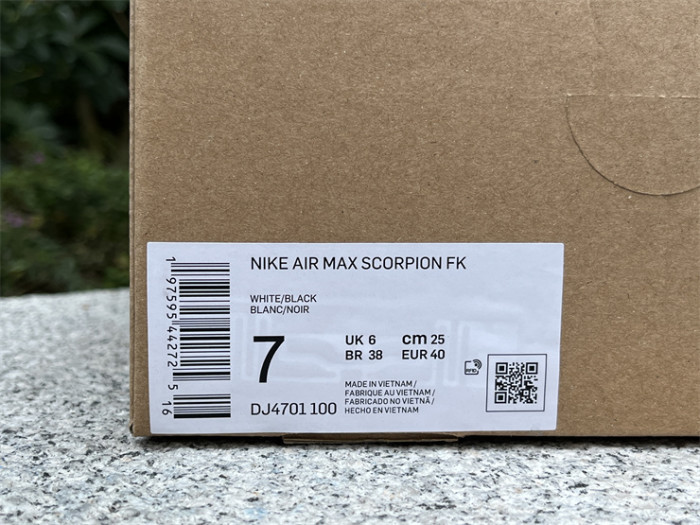 NIKE AIR MAX SCORPION FK
WHITE/BLACK
BLANC/NOIR
7
UK 6 cm 25
BR 38 EUR 40
DJ4701 100
MADE IN VIETNAM /
FABRIQUE AU VIETNAM /
FABRICADO NO VIETNÃ /
HECHO EN VIETNAM
RFID
1 97595 44272 5 16